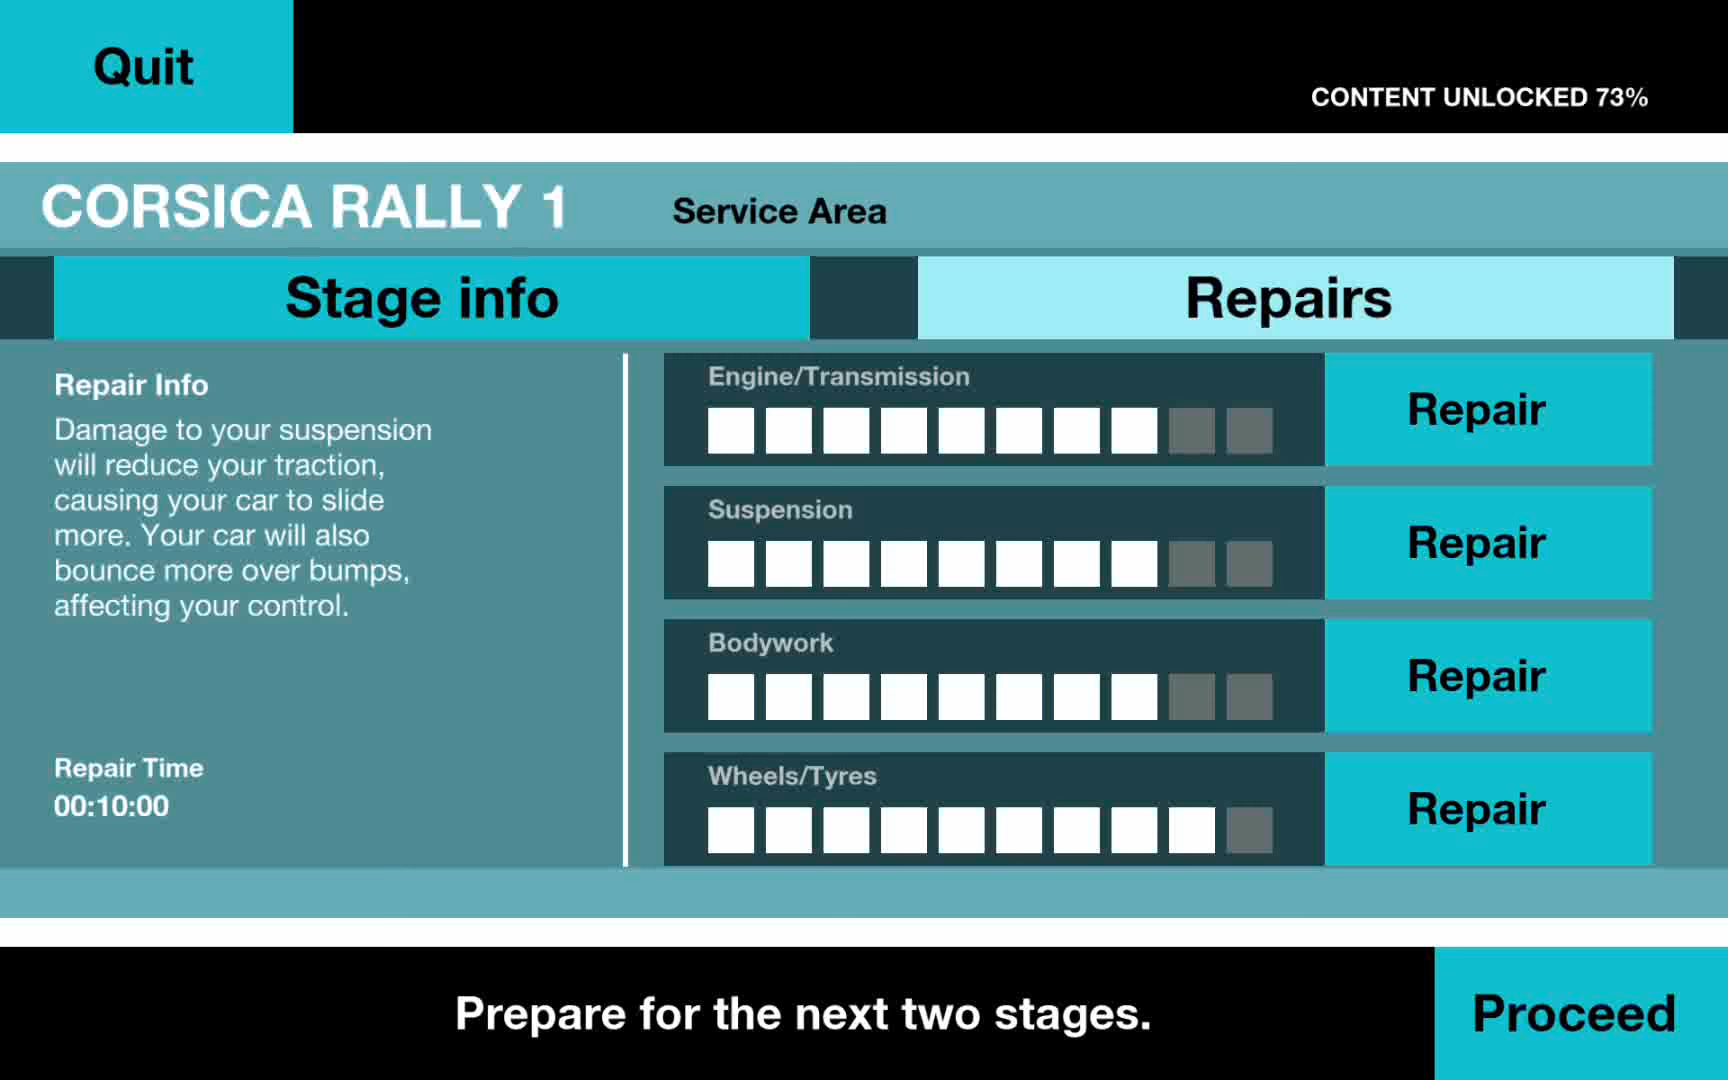 Quit
CONTENT UNLOCKED 73%
CORSICA RALLY 1
Service Area
Stage info
Repairs
Repair Info
Damage to your suspension
will reduce your traction,
causing your car to slide
more. Your car will also
bounce more over bumps,
affecting your control.
Repair Time
00:10:00
Engine/Transmission
Repair
Suspension
Repair
Bodywork
Repair
Wheels/Tyres
Repair
Prepare for the next two stages.
Proceed